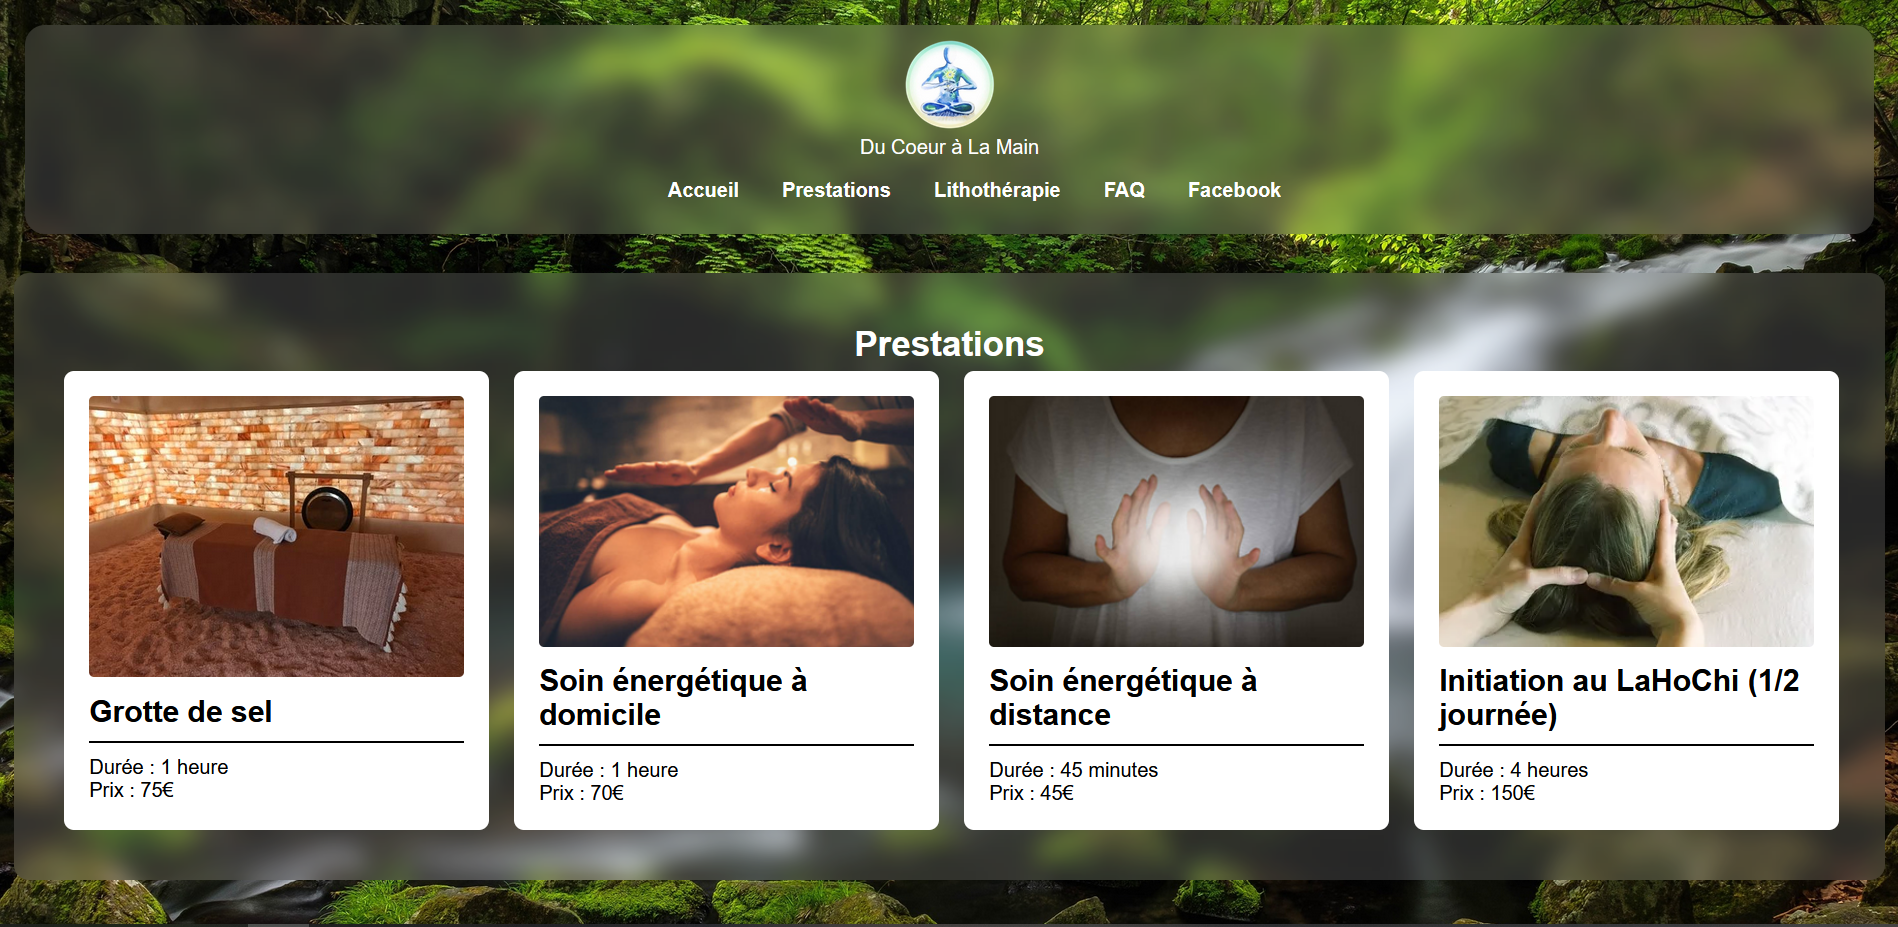 Du Coeur à La Main
Accueil Prestations Lithothérapie FAQ Facebook
Prestations
Grotte de sel
Durée : 1 heure
Prix : 75€
Soin énergétique à
domicile
Durée : 1 heure
Prix : 70€
Soin énergétique à
distance
Durée : 45 minutes
Prix : 45€
Initiation au LaHoChi (1/2
journée)
Durée : 4 heures
Prix : 150€